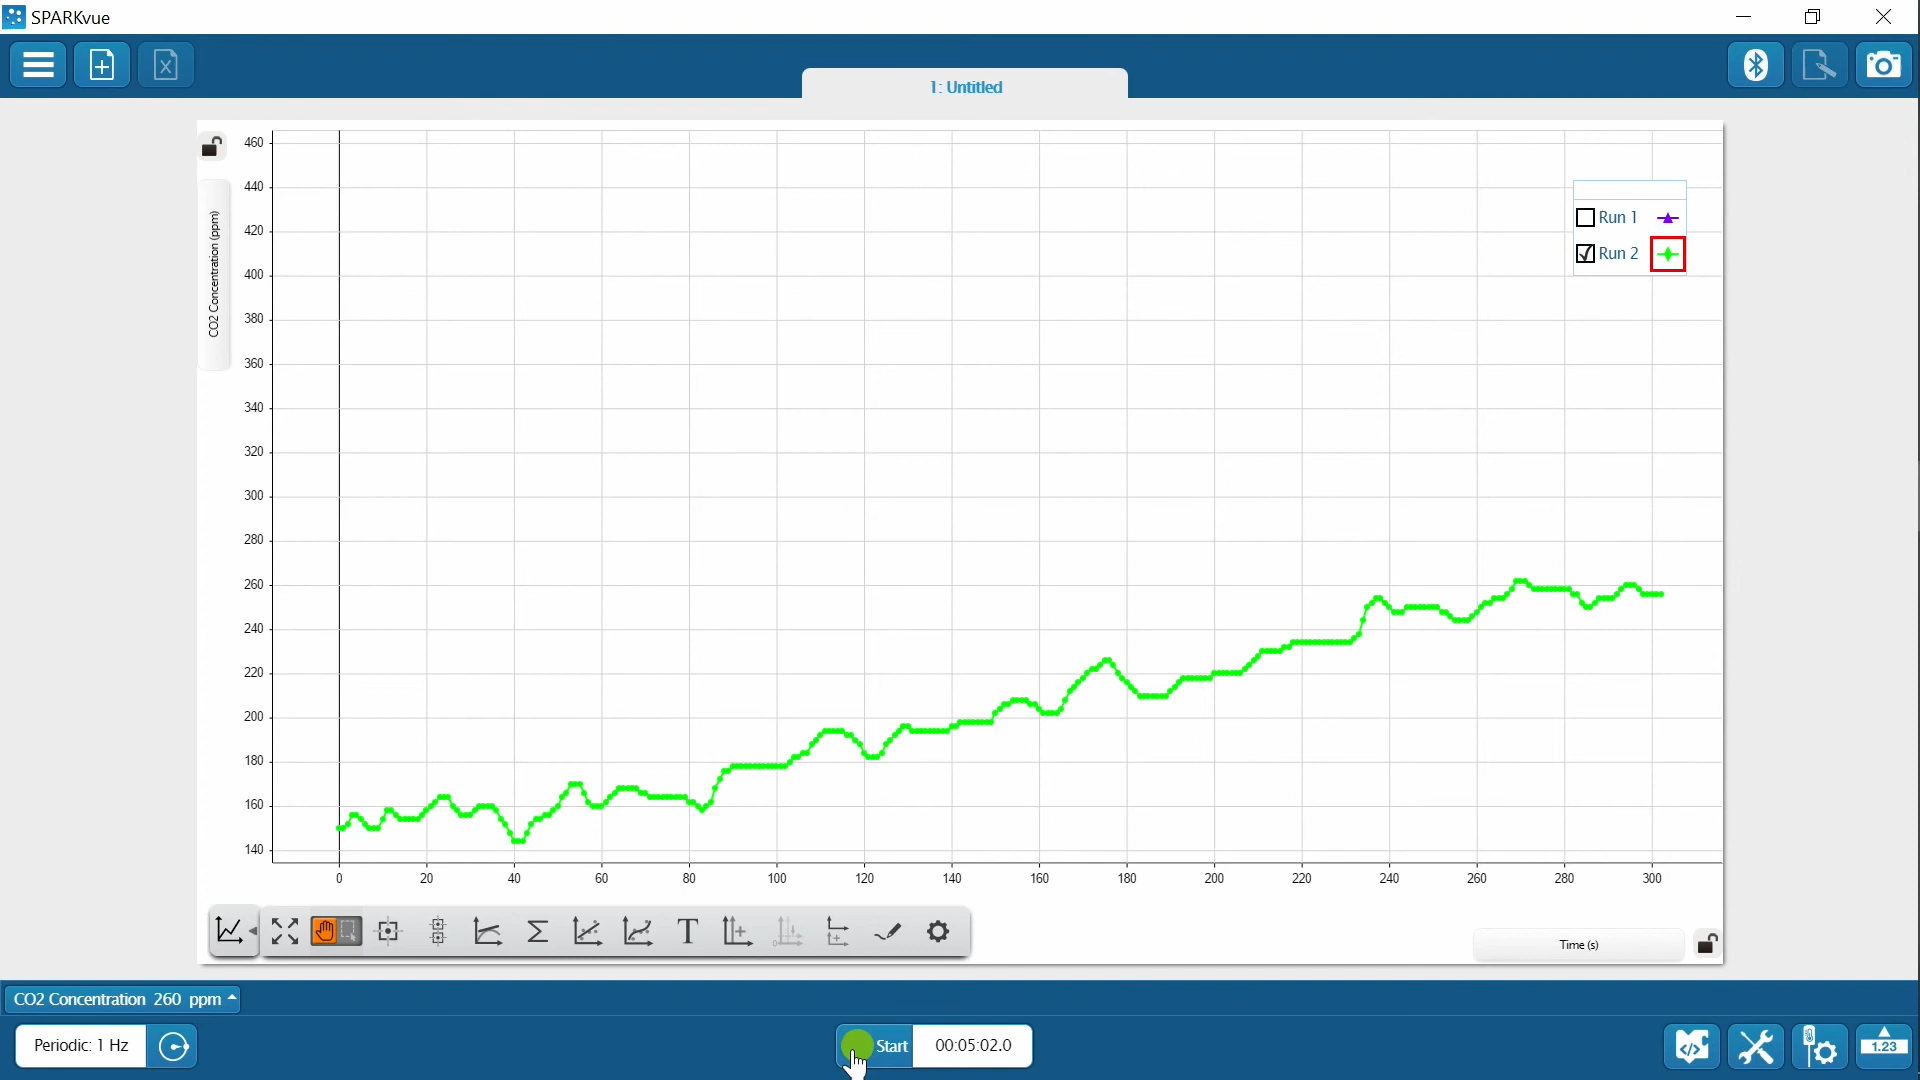 SPARKvue
1: Untitled
460
440
420
400
380
360
340
320
300
280
260
240
220
200
180
160
140
CO2 Concentration (ppm)
Run 1
Run 2
0 20 40 60 80 100 120 140 160 180 200 220 240 260 280 300
T
Time (s)
CO2 Concentration 260 ppm
Periodic: 1 Hz
Start 00:05:02.0
1.23